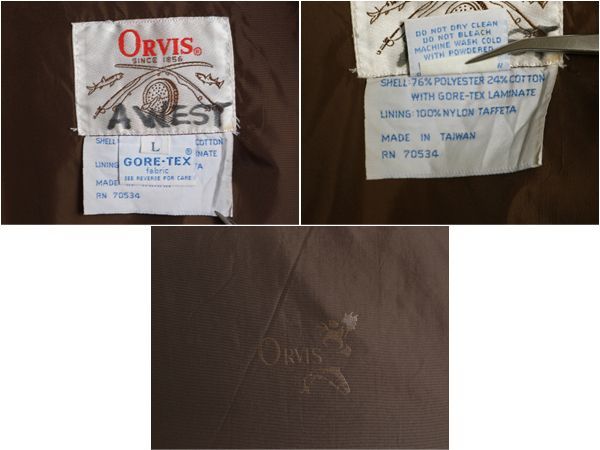 ORVIS®
SINCE 1856
A WEST
SHELL: COTTON
L
LINING NATE
GORE-TEX®
fabric
SEE REVERSE FOR CARE
MADE
RN 70534
DO NOT DRY CLEAN
DO NOT BLEACH
MACHINE WASH COLD
WITH POWDERED
SHELL: 76% POLYESTER 24% COTTON
WITH GORE-TEX LAMINATE
LINING: 100% NYLON TAFFETA
MADE IN TAIWAN
RN 70534
ORVIS